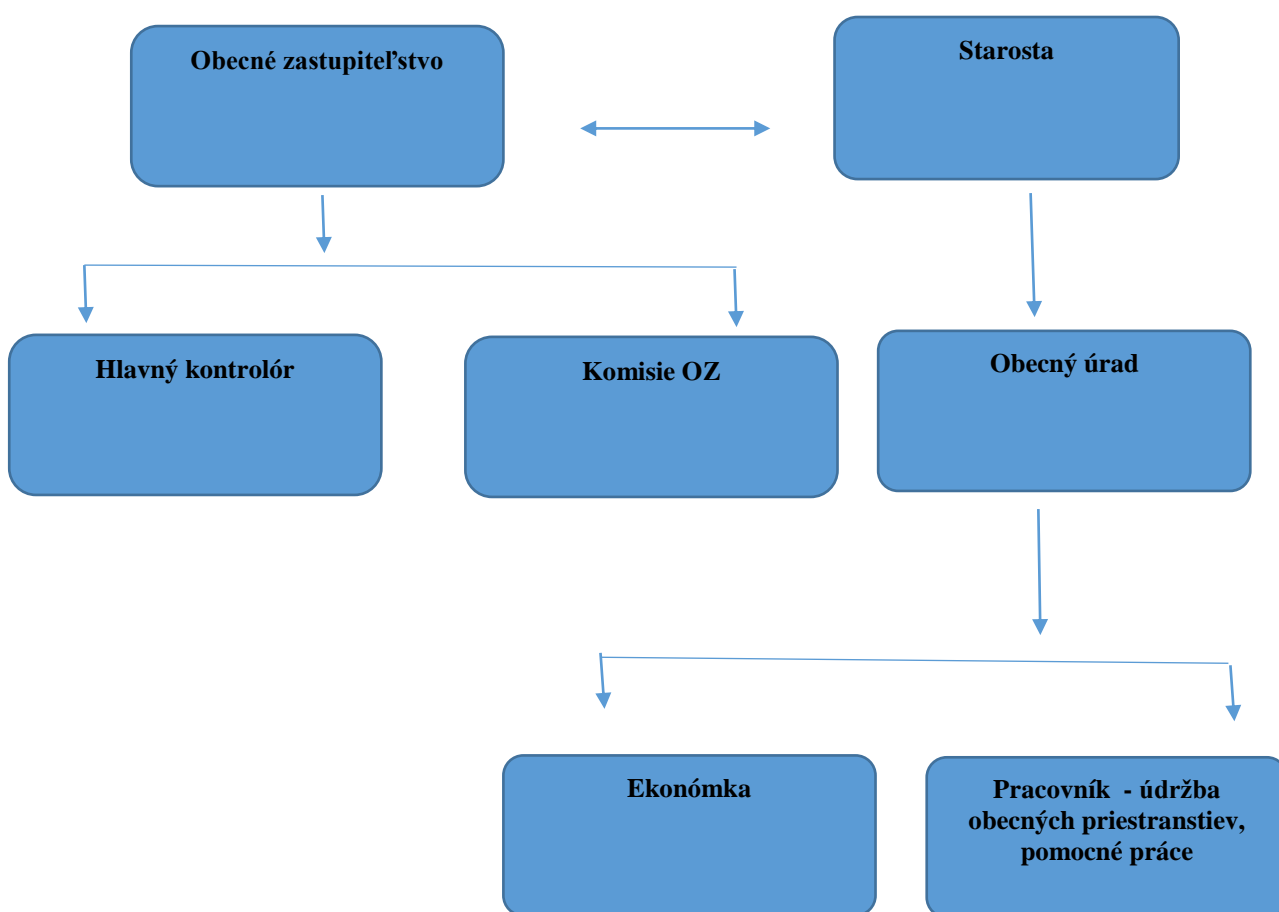 Obecné zastupiteľstvo
Starosta
Hlavný kontrolór
Komisie OZ
Obecný úrad
Ekonómka
Pracovník - údržba
obecných priestranstiev,
pomocné práce